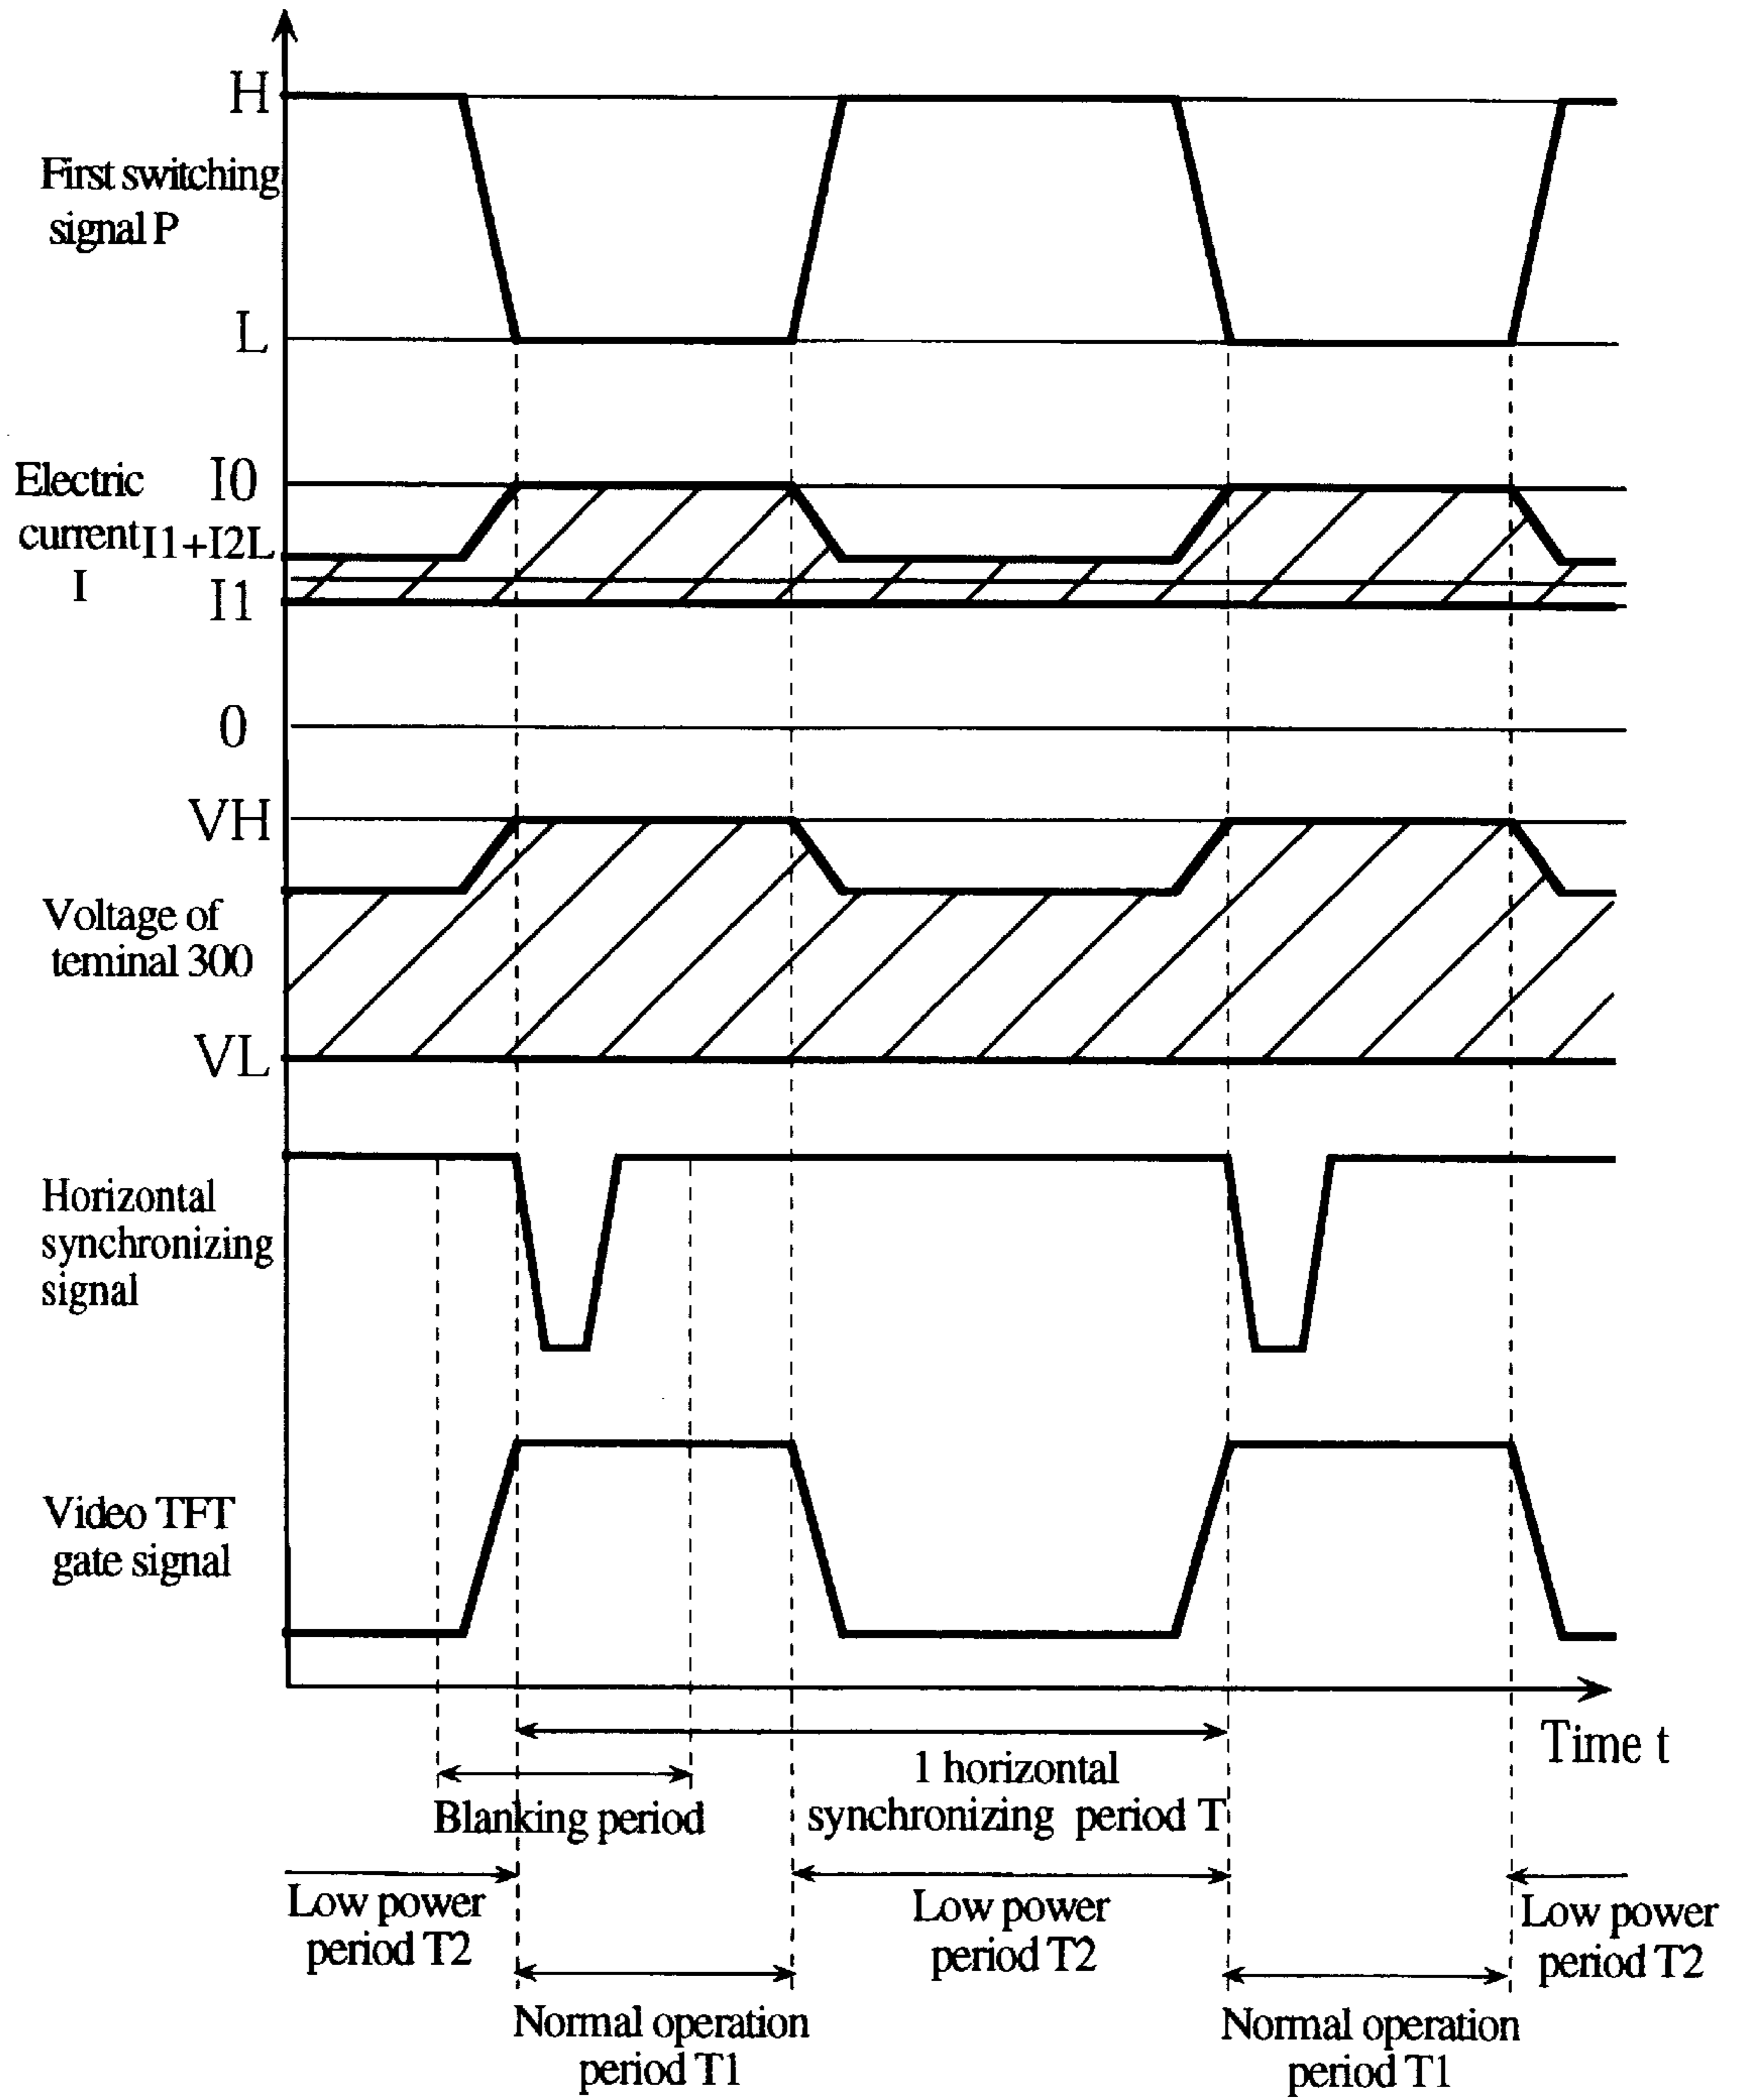 H
First switching
signal P
L
Electric
current
I
I0
I1+I2L
I1
0
VH
Voltage of
teminal 300
VL
Horizontal
synchronizing
signal
Video TFT
gate signal
Time t
1 horizontal
synchronizing period T
Blanking period
Low power
period T2
Low power
period T2
Low power
period T2
Normal operation
period T1
Normal operation
period T1